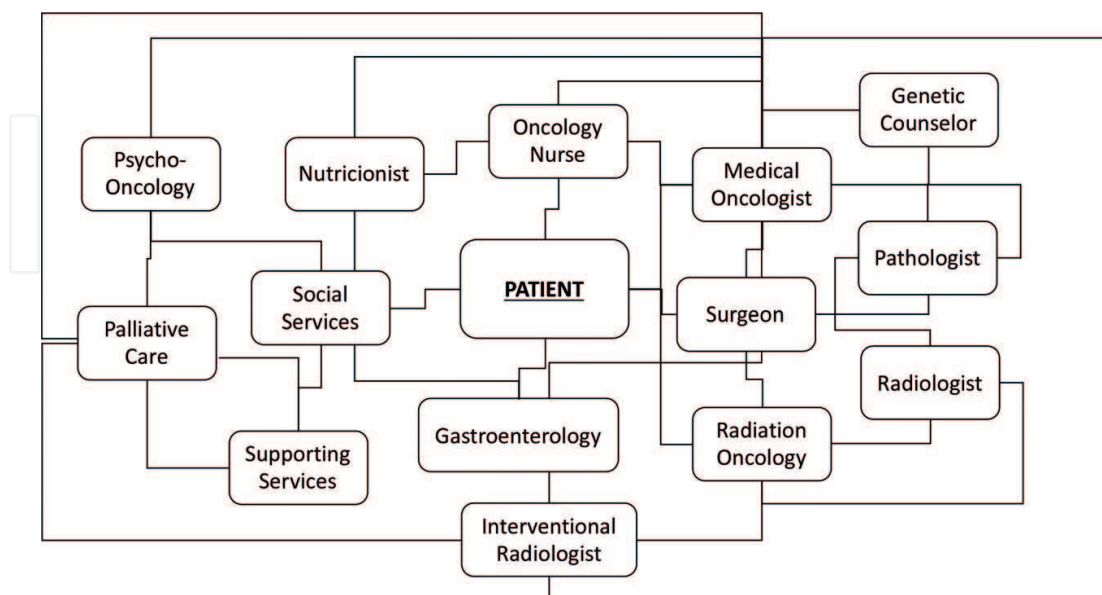 Genetic
Counselor
Oncology
Nurse
Psycho-
Oncology
Nutricionist
Medical
Oncologist
Pathologist
PATIENT
Social
Services
Surgeon
Palliative
Care
Radiologist
Gastroenterology
Radiation
Oncology
Supporting
Services
Interventional
Radiologist